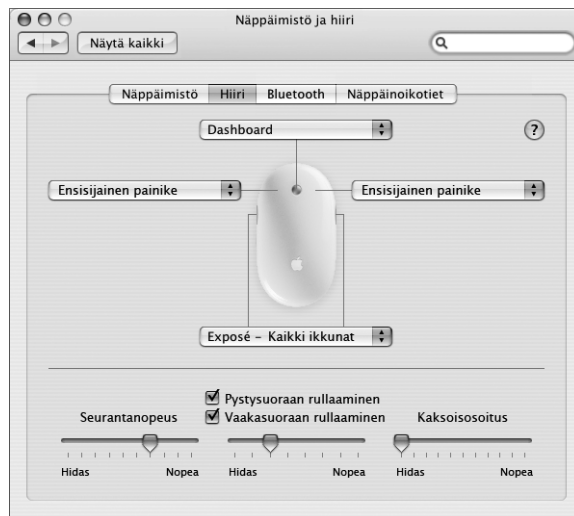 Näppäimistö ja hiiri
Näytä kaikki
Näppäimistö Hiiri Bluetooth Näppäinoikotiet
Dashboard
?
Ensisijainen painike Ensisijainen painike
Exposé – Kaikki ikkunat
Pystysuoraan rullaaminen
Seurantanopeus Vaakasuoraan rullaaminen Kaksoisosoitus
Hidas Nopea Hidas Nopea Hidas Nopea